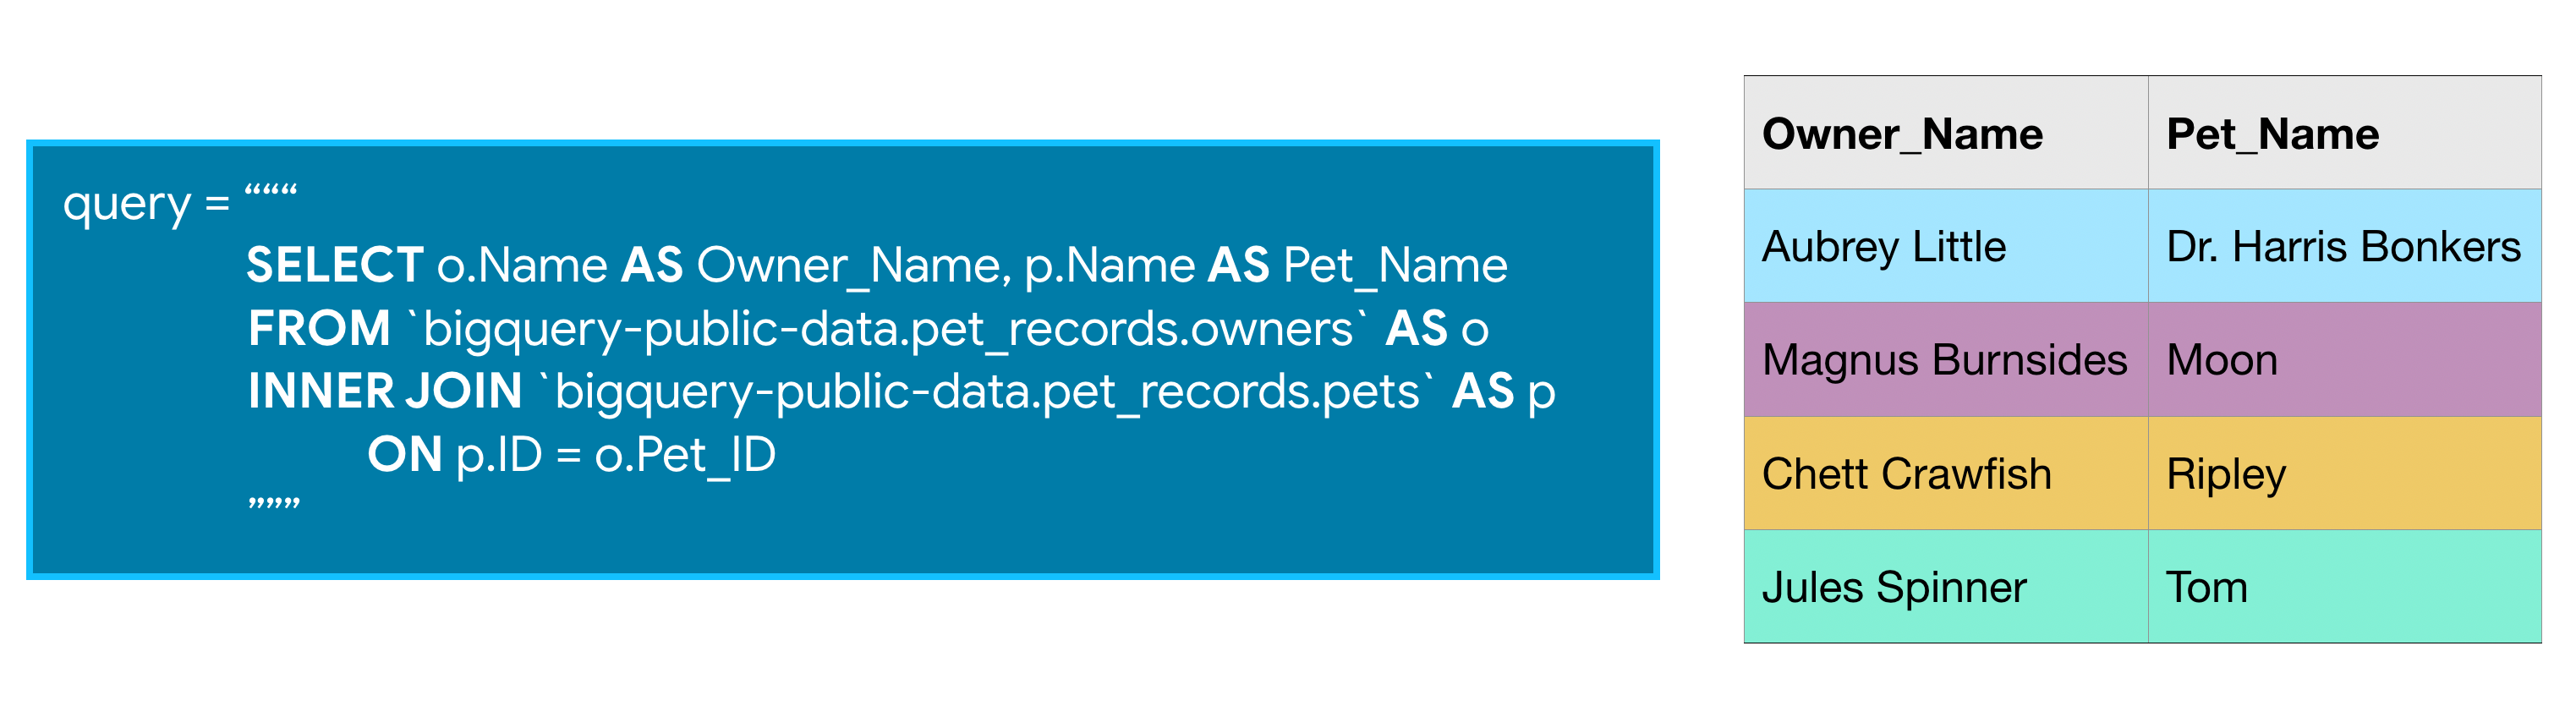 query = “““
SELECT o.Name AS Owner_Name, p.Name AS Pet_Name
FROM `bigquery-public-data.pet_records.owners` AS o
INNER JOIN `bigquery-public-data.pet_records.pets` AS p
ON p.ID = o.Pet_ID
”””
Owner_Name Pet_Name
Aubrey Little Dr. Harris Bonkers
Magnus Burnsides Moon
Chett Crawfish Ripley
Jules Spinner Tom